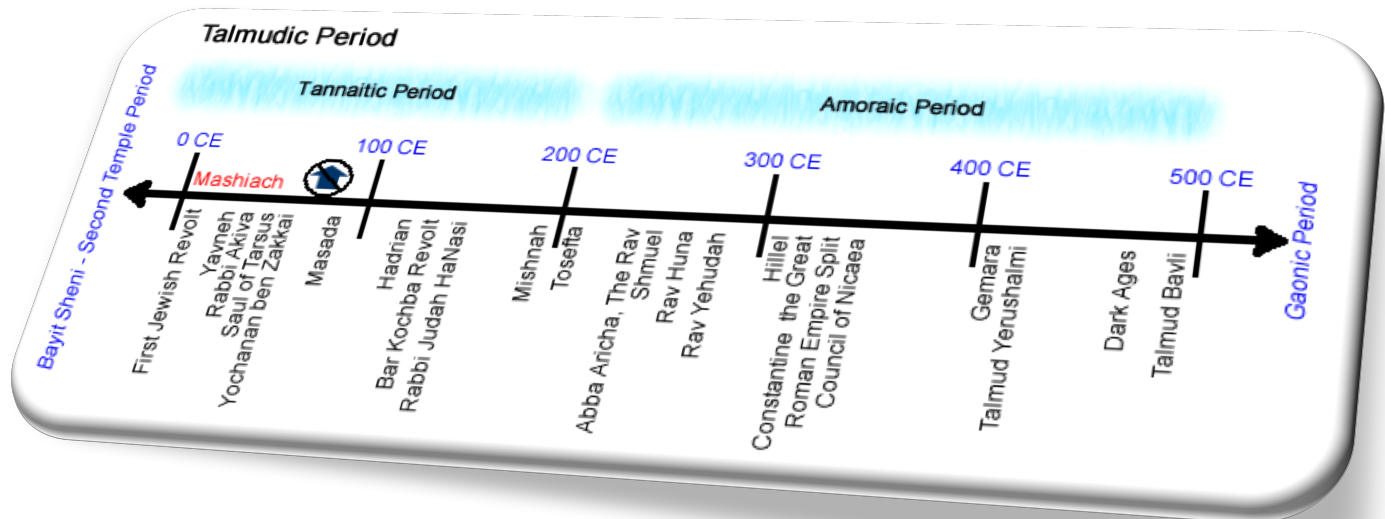 Talmudic Period
Tannaitic Period
Amoraic Period
Bayit Sheni - Second Temple Period
0 CE
100 CE
200 CE
300 CE
400 CE
500 CE
Mashiach
Gaonic Period
First Jewish Revolt
Yavneh
Rabbi Akiva
Saul of Tarsus
Yochanan ben Zakkai
Masada
Hadrian
Bar Kochba Revolt
Rabbi Judah HaNasi
Mishnah
Tosefta
Abba Aricha, The Rav
Shmuel
Rav Huna
Rav Yehudah
Hillel
Constantine the Great
Roman Empire Split
Council of Nicaea
Gemara
Talmud Yerushalmi
Dark Ages
Talmud Bavli